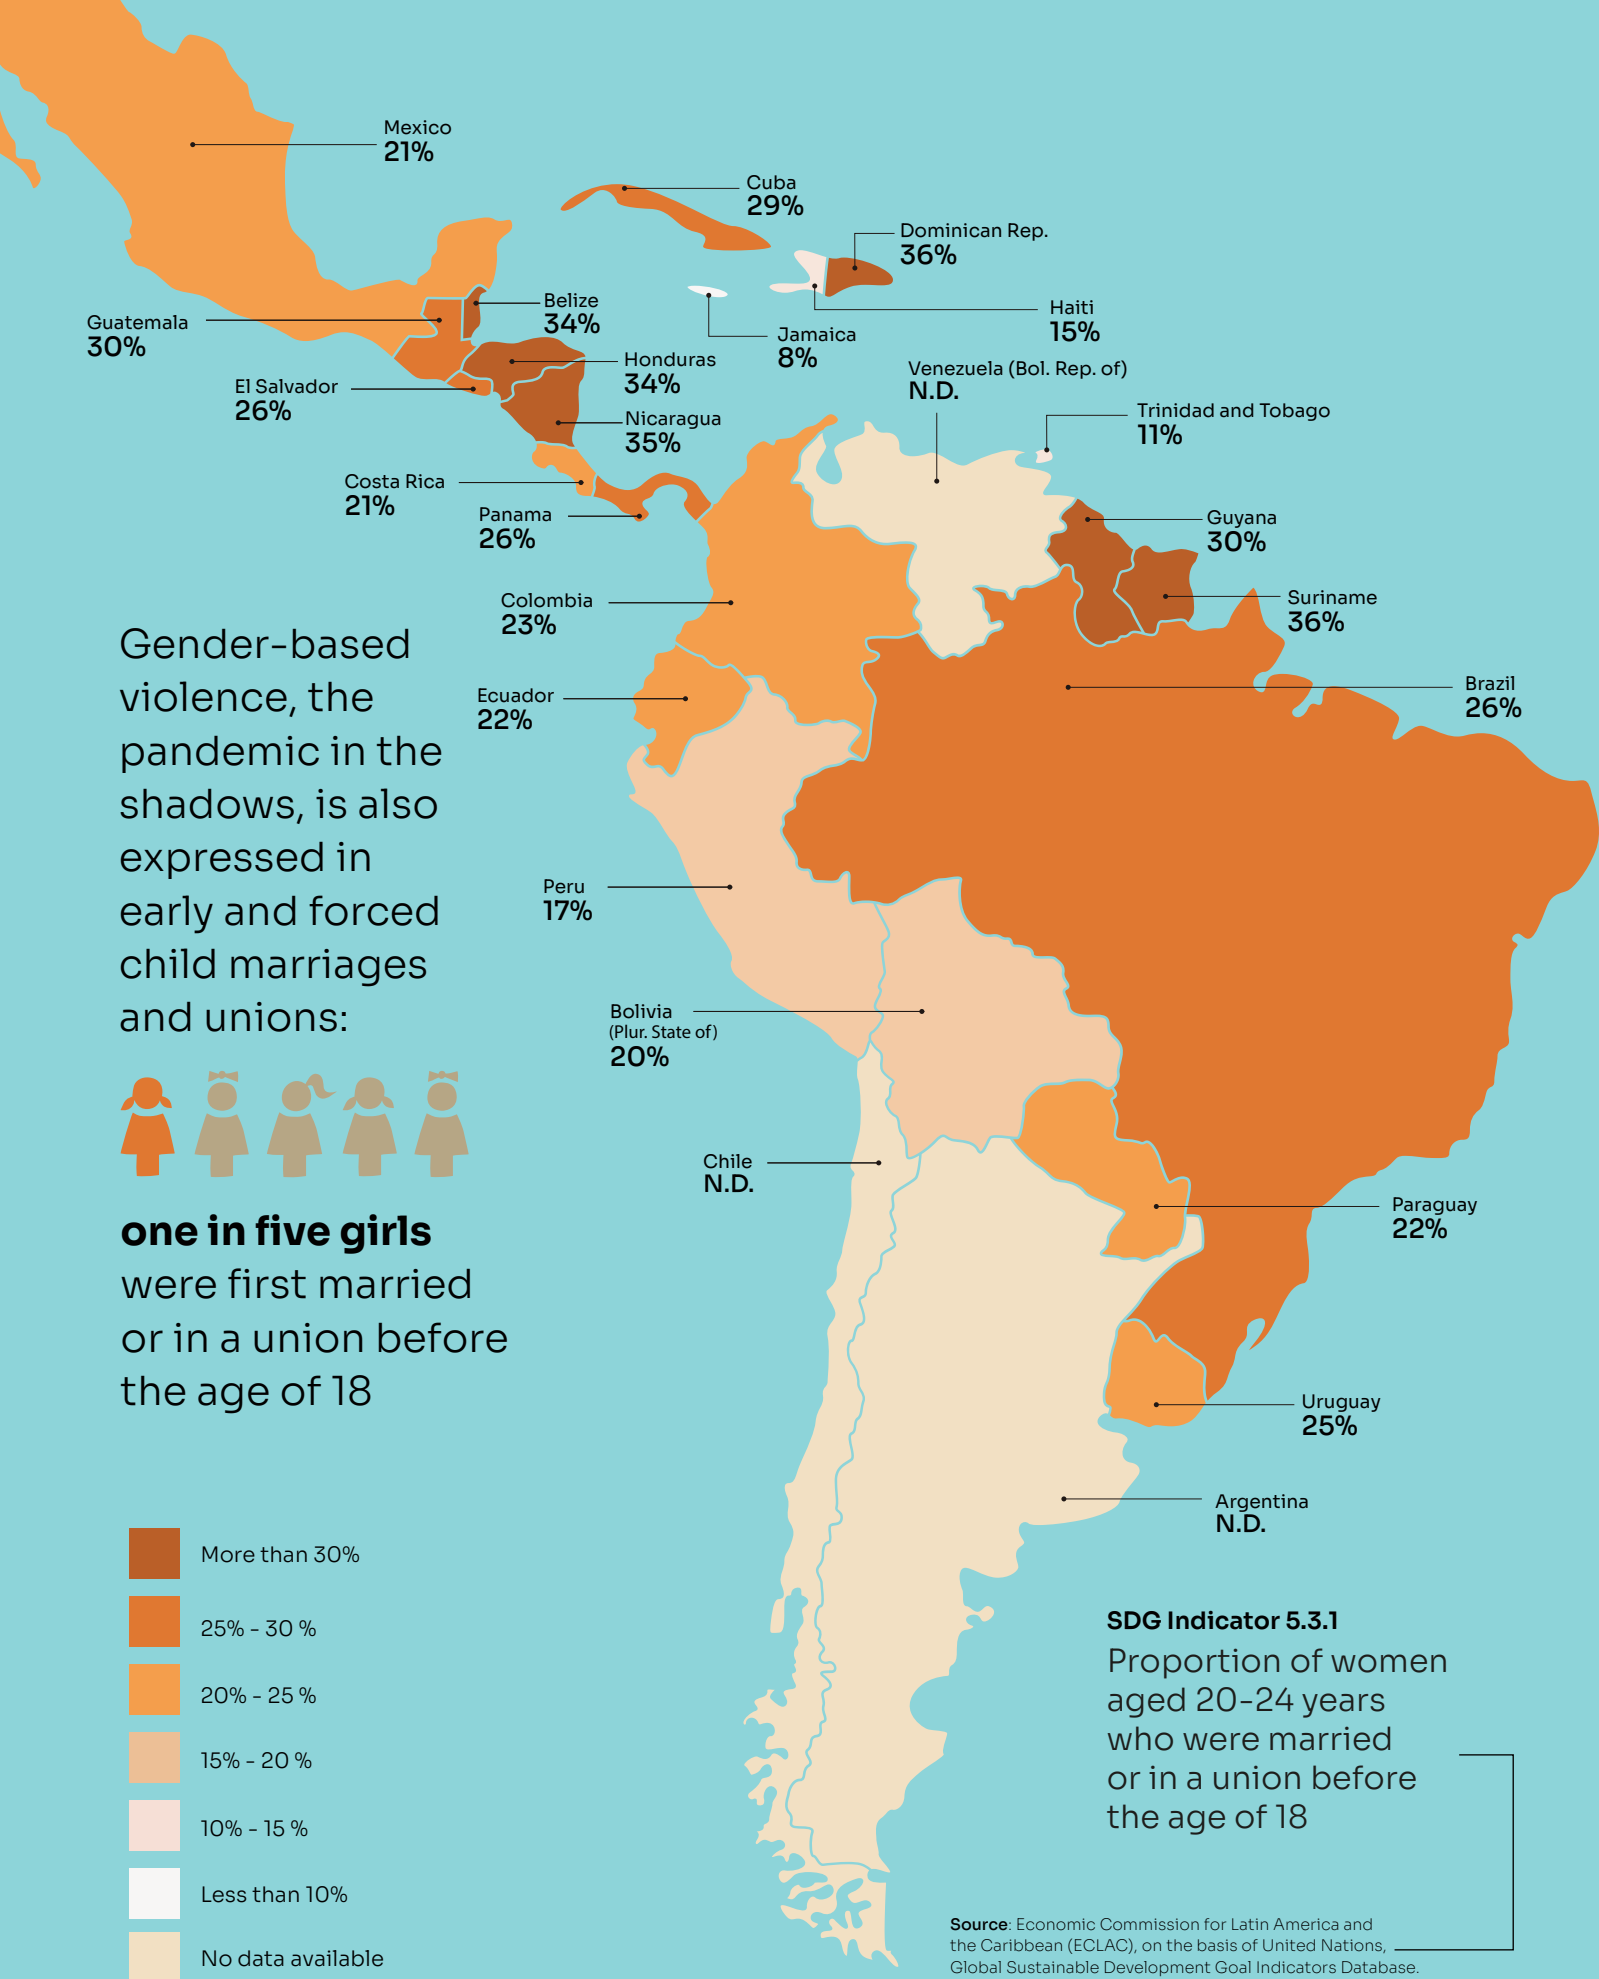 Mexico
21%
Cuba
29%
Dominican Rep.
36%
Belize
34%
Haiti
15%
Guatemala
30%
Jamaica
8%
Honduras
34%
Venezuela (Bol. Rep. of)
N.D.
El Salvador
26%
Nicaragua
35%
Trinidad and Tobago
11%
Costa Rica
21%
Panama
26%
Guyana
30%
Colombia
23%
Suriname
36%
Ecuador
22%
Brazil
26%
Gender-based
violence, the
pandemic in the
shadows, is also
expressed in
early and forced
child marriages
and unions:
Peru
17%
Bolivia
(Plur. State of)
20%
Chile
N.D.
Paraguay
22%
one in five girls
were first married
or in a union before
the age of 18
Uruguay
25%
Argentina
N.D.
More than 30%
25% - 30 %
20% - 25 %
15% - 20 %
10% - 15 %
Less than 10%
No data available
SDG Indicator 5.3.1
Proportion of women
aged 20-24 years
who were married
or in a union before
the age of 18
Source: Economic Commission for Latin America and
the Caribbean (ECLAC), on the basis of United Nations,
Global Sustainable Development Goal Indicators Database.